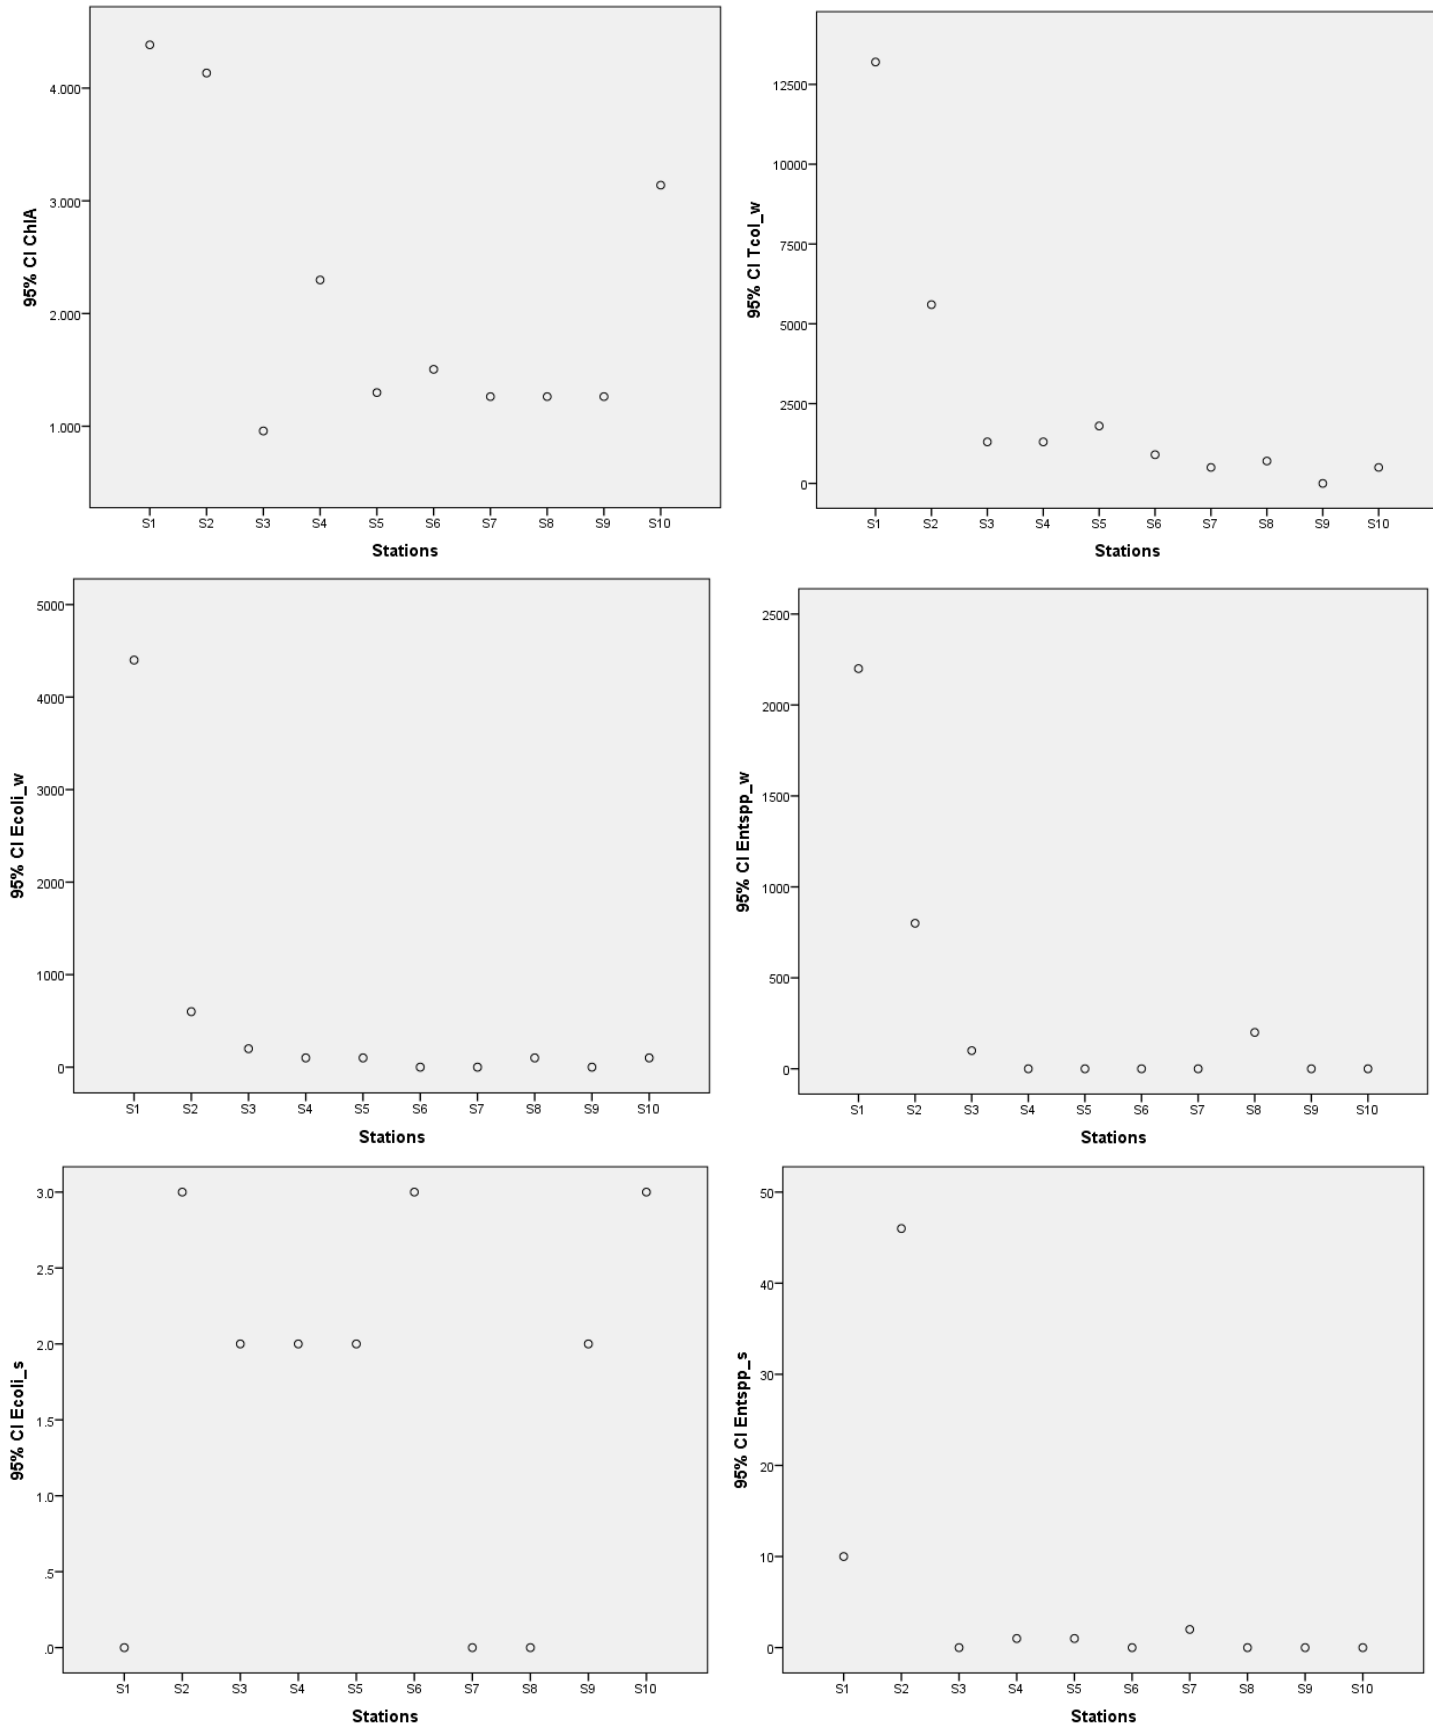 95% CI ChlA
4.000
3.000
2.000
1.000
S1 S2 S3 S4 S5 S6 S7 S8 S9 S10
Stations
95% CI Tcol_w
12500
10000
7500
5000
2500
0
S1 S2 S3 S4 S5 S6 S7 S8 S9 S10
Stations
95% CI Ecoli_w
5000
4000
3000
2000
1000
0
S1 S2 S3 S4 S5 S6 S7 S8 S9 S10
Stations
95% CI Entspp_w
2500
2000
1500
1000
500
0
S1 S2 S3 S4 S5 S6 S7 S8 S9 S10
Stations
95% CI Ecoli_s
3.0
2.5
2.0
1.5
1.0
.5
.0
S1 S2 S3 S4 S5 S6 S7 S8 S9 S10
Stations
95% CI Entspp_s
50
40
30
20
10
0
S1 S2 S3 S4 S5 S6 S7 S8 S9 S10
Stations